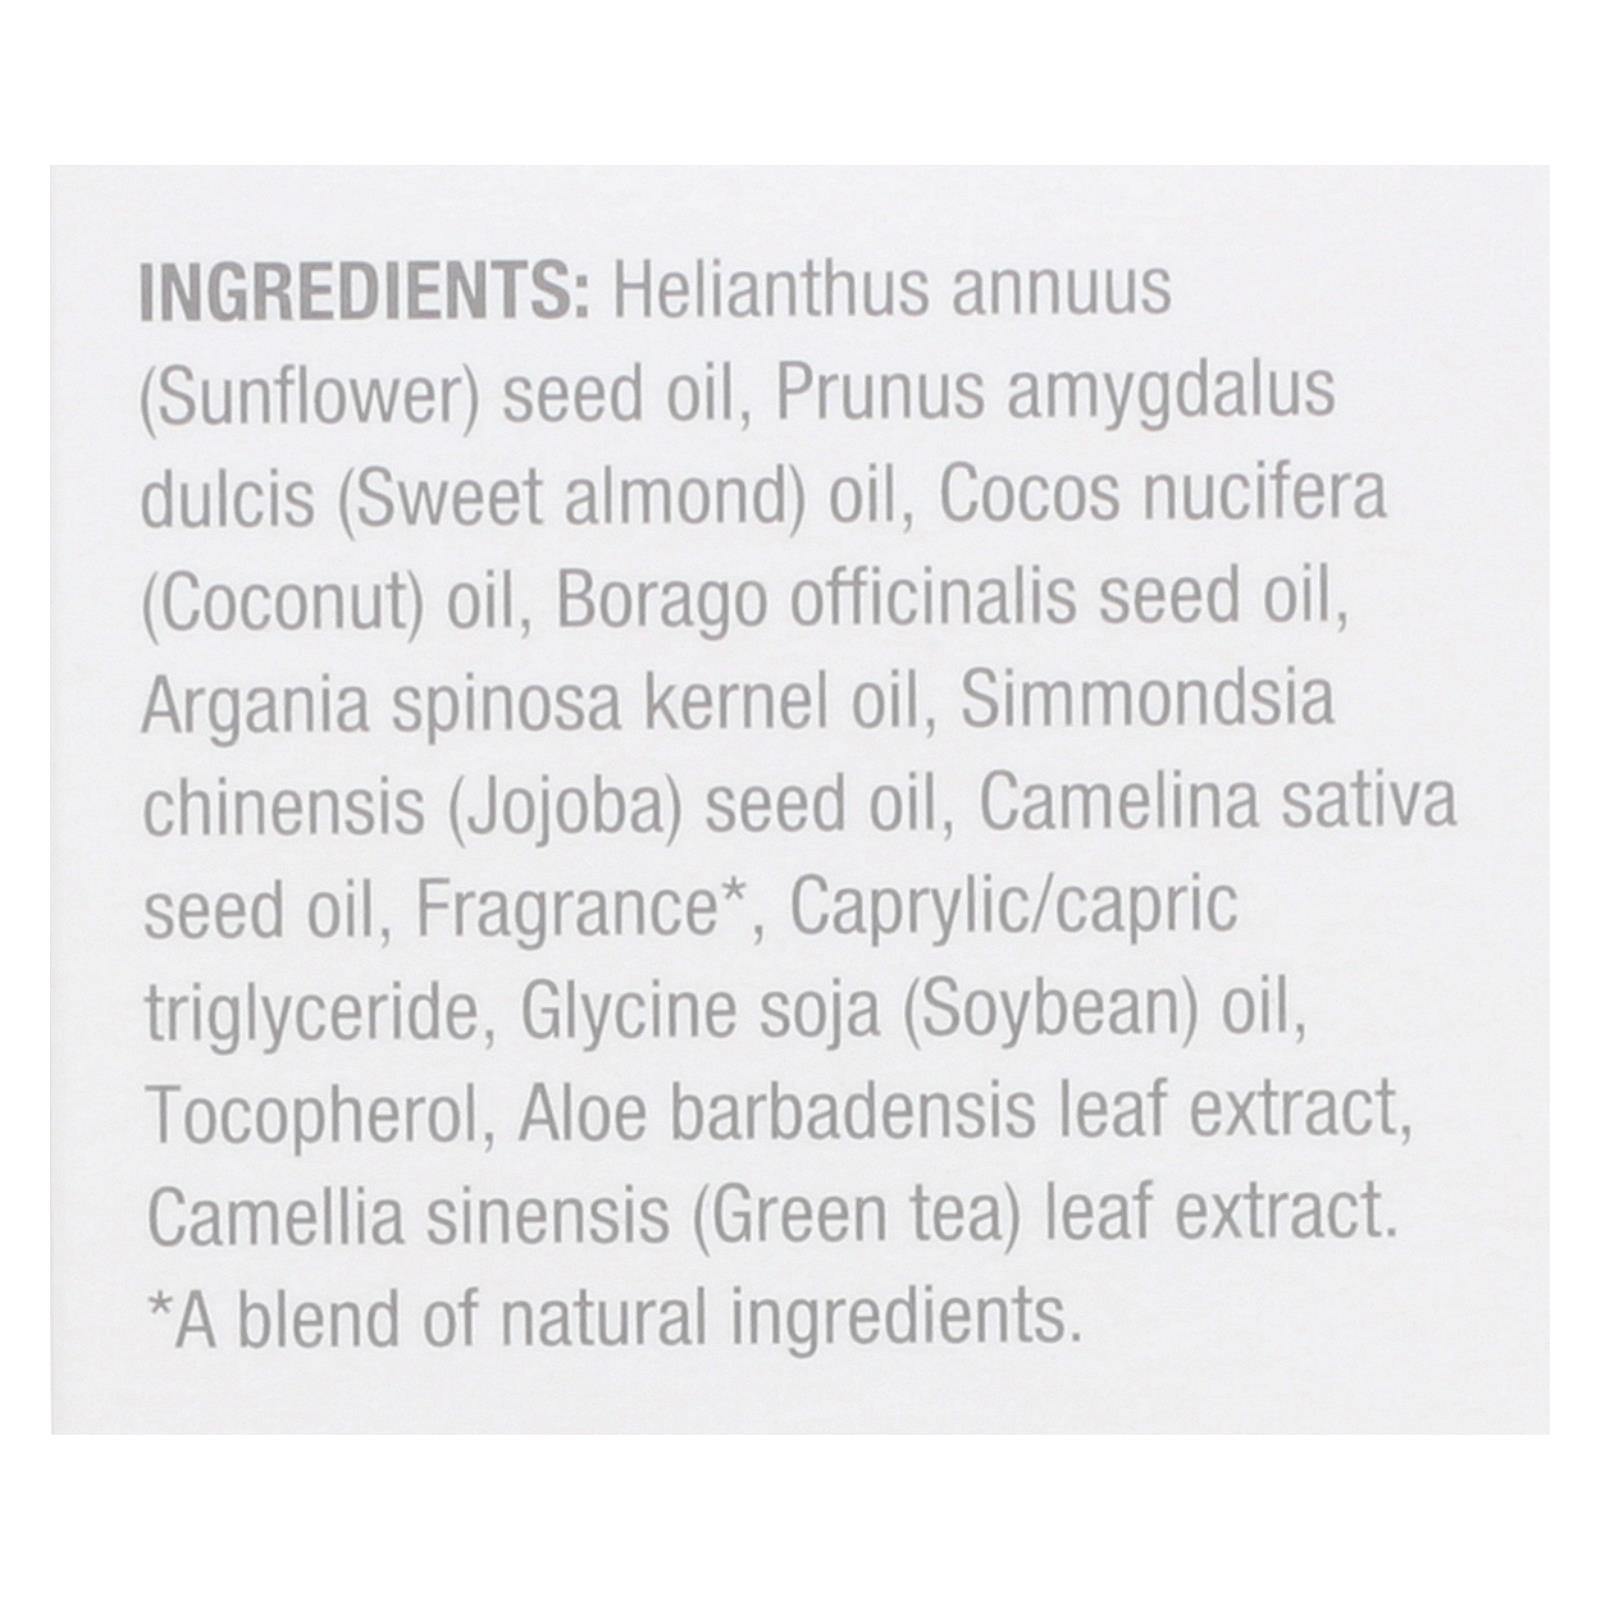 INGREDIENTS: Helianthus annuus
(Sunflower) seed oil, Prunus amygdalus
dulcis (Sweet almond) oil, Cocos nucifera
(Coconut) oil, Borago officinalis seed oil,
Argania spinosa kernel oil, Simmondsia
chinensis (Jojoba) seed oil, Camelina sativa
seed oil, Fragrance*, Caprylic/capric
triglyceride, Glycine soja (Soybean) oil,
Tocopherol, Aloe barbadensis leaf extract,
Camellia sinensis (Green tea) leaf extract.
*A blend of natural ingredients.